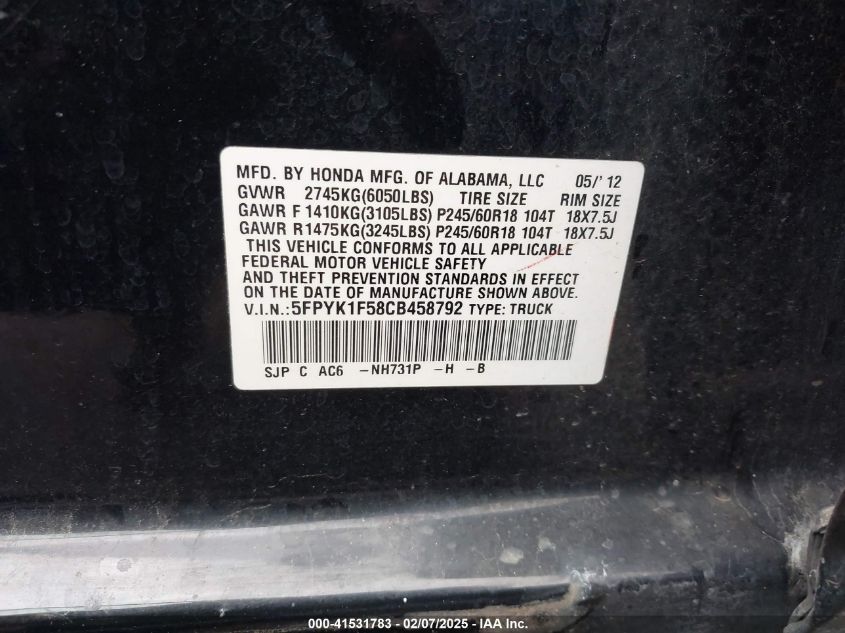 MFD. BY HONDA MFG. OF ALABAMA, LLC 05/' 12
GVWR 2745KG(6050LBS) TIRE SIZE RIM SIZE
GAWR F 1410KG(3105LBS) P245/60R18 104T 18X7.5J
GAWR R1475KG(3245LBS) P245/60R18 104T 18X7.5J
THIS VEHICLE CONFORMS TO ALL APPLICABLE
FEDERAL MOTOR VEHICLE SAFETY
AND THEFT PREVENTION STANDARDS IN EFFECT
ON THE DATE OF MANUFACTURE SHOWN ABOVE.
V.I.N.:5FPYK1F58CB458792 TYPE: TRUCK
SJP C AC6 -NH731P -H -B
000-41531783 - 02/07/2025 - IAA Inc.